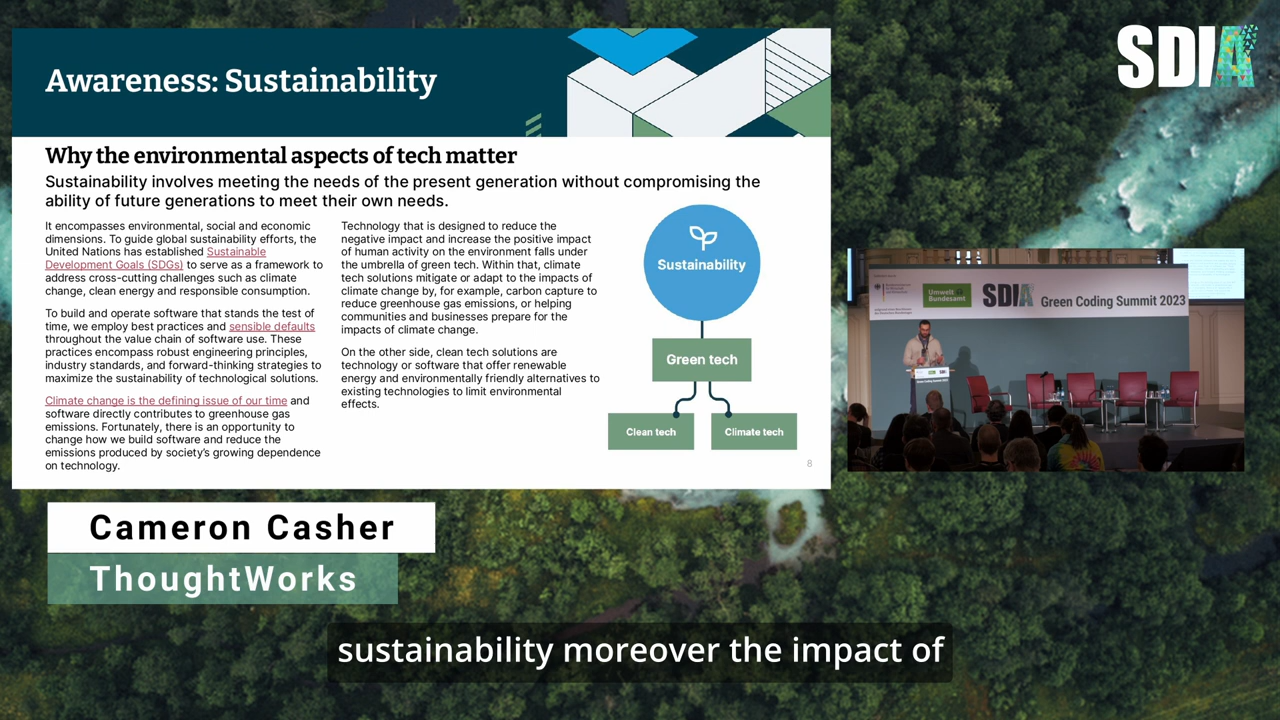 SDIA
Awareness: Sustainability
Why the environmental aspects of tech matter
Sustainability involves meeting the needs of the present generation without compromising the
ability of future generations to meet their own needs.
It encompasses environmental, social and economic
dimensions. To guide global sustainability efforts, the
United Nations has established Sustainable
Development Goals (SDGs) to serve as a framework to
address cross-cutting challenges such as climate
change, clean energy and responsible consumption.
To build and operate software that stands the test of
time, we employ best practices and sensible defaults
throughout the value chain of software use. These
practices encompass robust engineering principles,
industry standards, and forward-thinking strategies to
maximize the sustainability of technological solutions.
Climate change is the defining issue of our time and
software directly contributes to greenhouse gas
emissions. Fortunately, there is an opportunity to
change how we build software and reduce the
emissions produced by society's growing dependence
on technology.
Technology that is designed to reduce the
negative impact and increase the positive impact
of human activity on the environment falls under
the umbrella of green tech. Within that, climate
tech solutions mitigate or adapt to the impacts of
climate change by, for example, carbon capture to
reduce greenhouse gas emissions, or helping
communities and businesses prepare for the
impacts of climate change.
On the other side, clean tech solutions are
technology or software that offer renewable
energy and environmentally friendly alternatives to
existing technologies to limit environmental
effects.
Sustainability
Green tech
Clean tech
Climate tech
8
Umwelt
Bundesamt
SDIA
Green Coding Summit 2023
Cameron Casher
ThoughtWorks
sustainability moreover the impact of